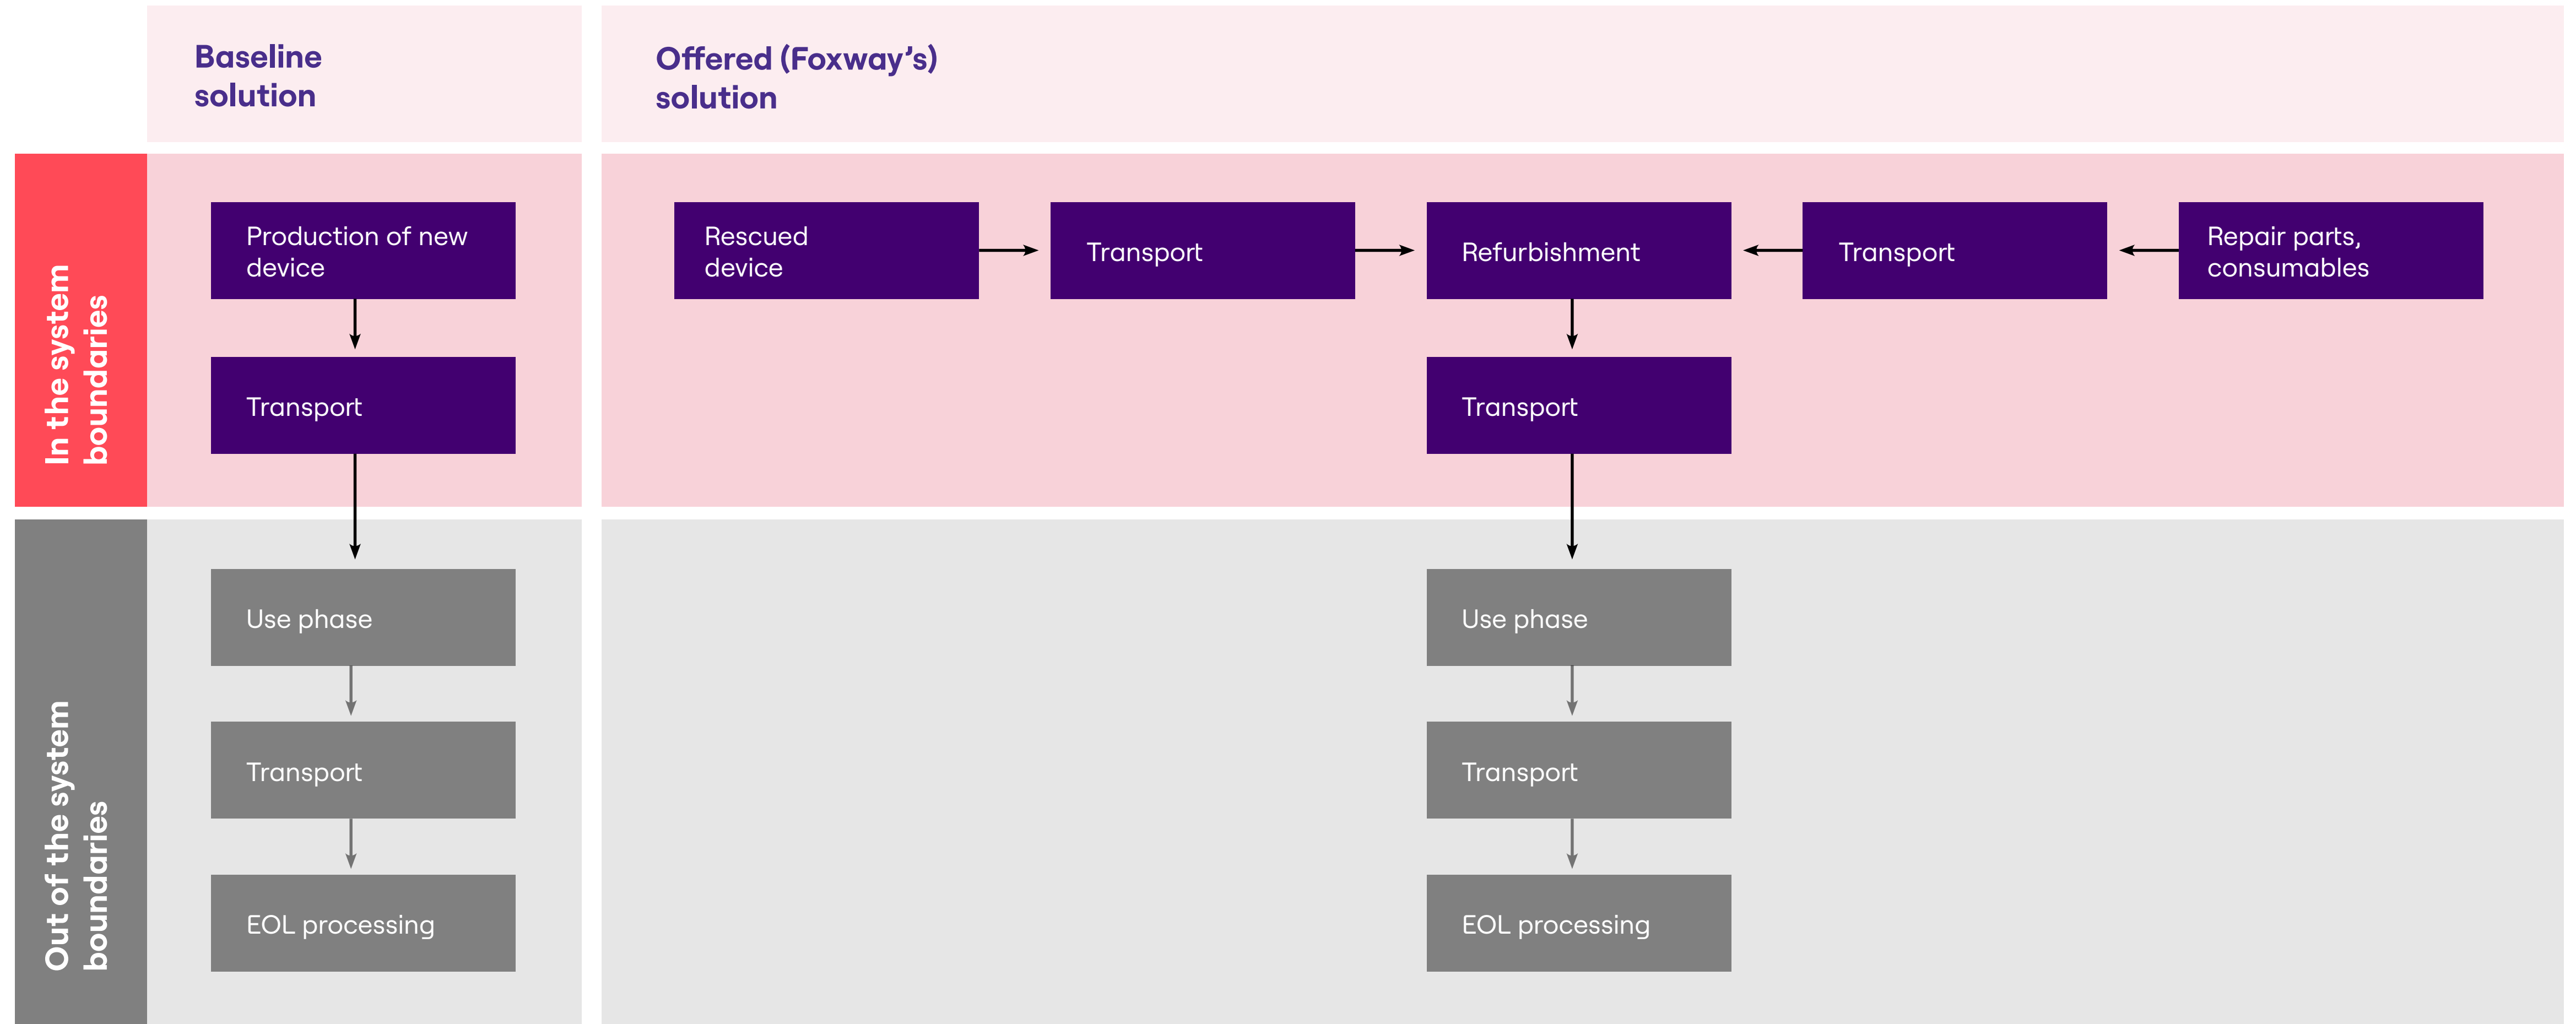 Baseline
solution
Offered (Foxway’s)
solution
In the system
boundaries
Production of new
device
Transport
Rescued
device
Transport
Refurbishment
Transport
Repair parts,
consumables
Transport
Out of the system
boundaries
Use phase
Transport
EOL processing
Use phase
Transport
EOL processing